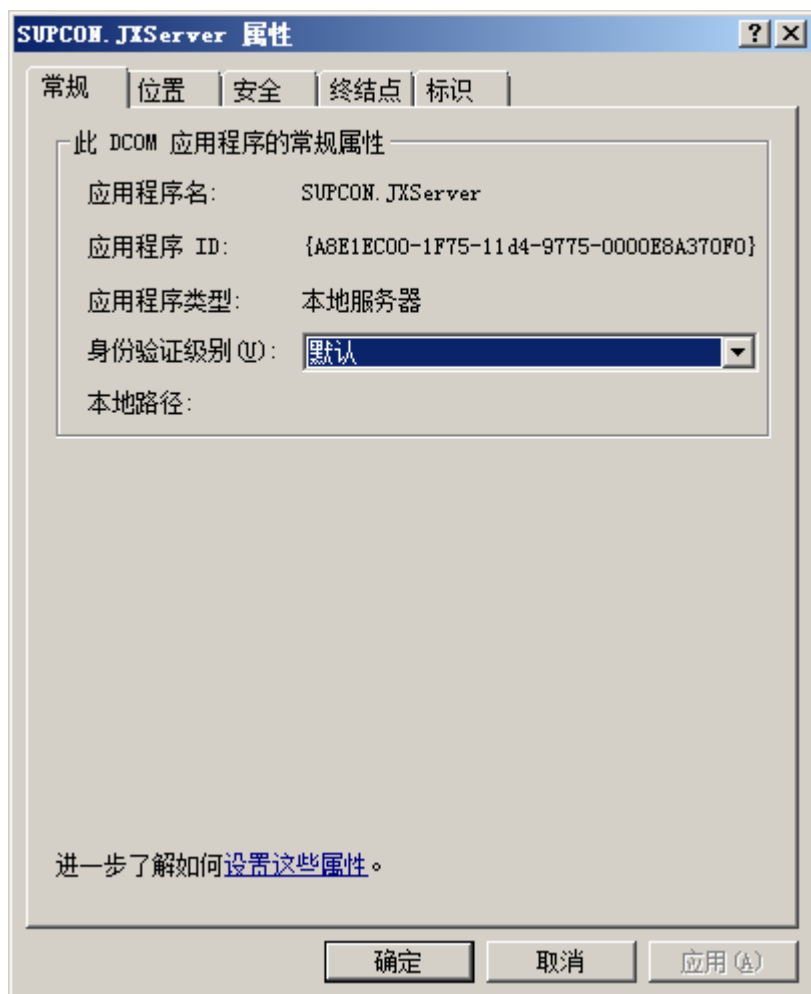 SUPCON.JXServer 属性
常规 位置 安全 终结点 标识
此 DCOM 应用程序的常规属性
应用程序名: SUPCON.JXServer
应用程序 ID: {A8E1EC00-1F75-11d4-9775-0000E8A370F0}
应用程序类型: 本地服务器
身份验证级别(U): 默认
本地路径:
进一步了解如何设置这些属性。
确定 取消 应用(A)